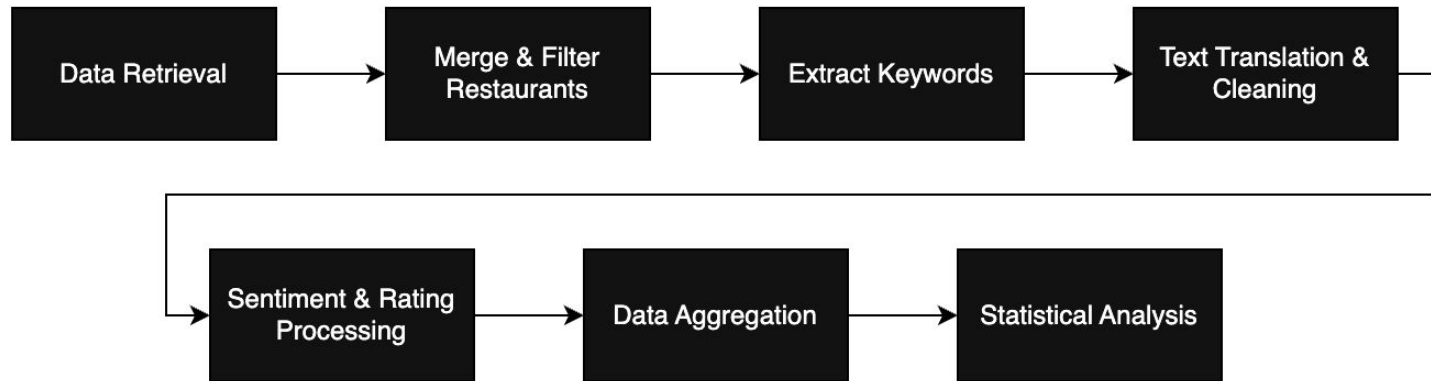 Data Retrieval
Merge & Filter
Restaurants
Extract Keywords
Text Translation &
Cleaning
Sentiment & Rating
Processing
Data Aggregation
Statistical Analysis